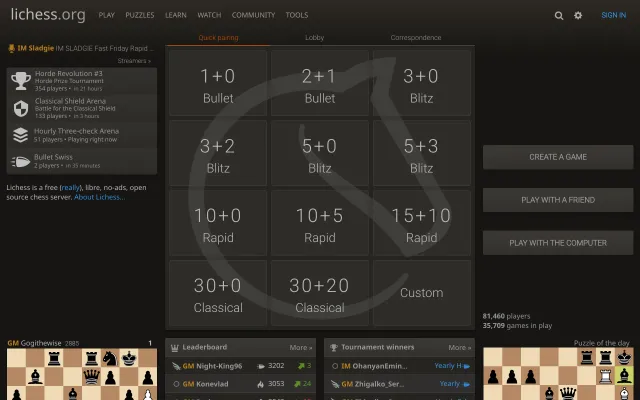 lichess.org PLAY PUZZLES LEARN WATCH COMMUNITY TOOLS SIGN IN
IM Sladgie IM SLADGIE Fast Friday Rapid ...
Streamers »
Horde Revolution #3
Horde Prize Tournament
354 players • in 21 hours
Classical Shield Arena
Battle for the Classical Shield
133 players • in 3 hours
Hourly Three-check Arena
51 players • Playing right now
Bullet Swiss
2 players • in 35 minutes
Lichess is a free (really), libre, no-ads, open
source chess server. About Lichess...
Quick pairing Lobby Correspondence
1+0 2+1 3+0
Bullet Bullet Blitz
3+2 5+0 5+3
Blitz Blitz Blitz
10+0 10+5 15+10
Rapid Rapid Rapid
30+0 30+20 Custom
Classical Classical
CREATE A GAME
PLAY WITH A FRIEND
PLAY WITH THE COMPUTER
81,460 players
35,709 games in play
GM Gogithewise 2885 1
Leaderboard More »
GM Night-King96 3202 3
GM Konevlad 3053 24
Tournament winners More »
IM OhanyanEmin... Yearly H
GM Zhigalko_Ser... Yearly
Puzzle of the day